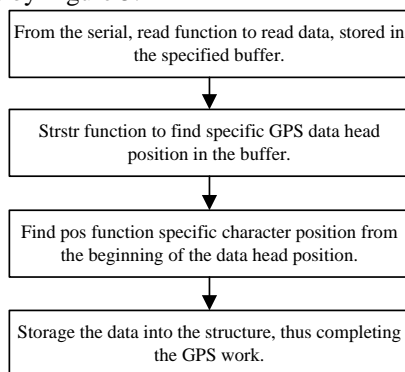 From the serial, read function to read data, stored in
the specified buffer.
Strstr function to find specific GPS data head
position in the buffer.
Find pos function specific character position from
the beginning of the data head position.
Storage the data into the structure, thus completing
the GPS work.